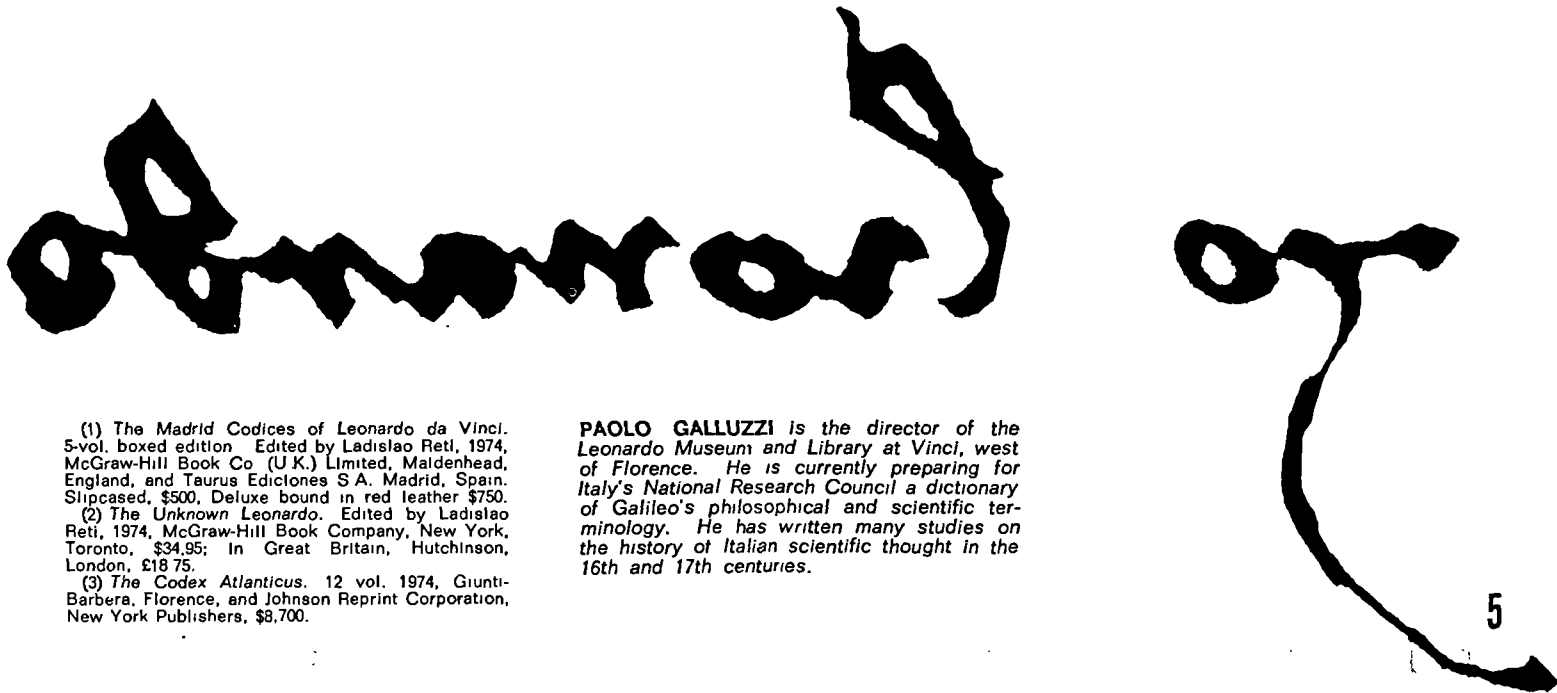 (1) The Madrid Codices of Leonardo da Vinci.
5-vol. boxed edition Edited by Ladislao Reti, 1974,
McGraw-Hill Book Co (U K.) Limited, Maidenhead,
England, and Taurus Ediciones S A. Madrid, Spain.
Slipcased, $500, Deluxe bound in red leather $750.
(2) The Unknown Leonardo. Edited by Ladislao
Reti, 1974, McGraw-Hill Book Company, New York,
Toronto, $34,95; In Great Britain, Hutchinson,
London, £18 75.
(3) The Codex Atlanticus. 12 vol. 1974, Giunti-
Barbera, Florence, and Johnson Reprint Corporation,
New York Publishers, $8,700.
PAOLO GALLUZZI is the director of the
Leonardo Museum and Library at Vinci, west
of Florence. He is currently preparing for
Italy's National Research Council a dictionary
of Galileo's philosophical and scientific ter-
minology. He has written many studies on
the history of Italian scientific thought in the
16th and 17th centuries.
5